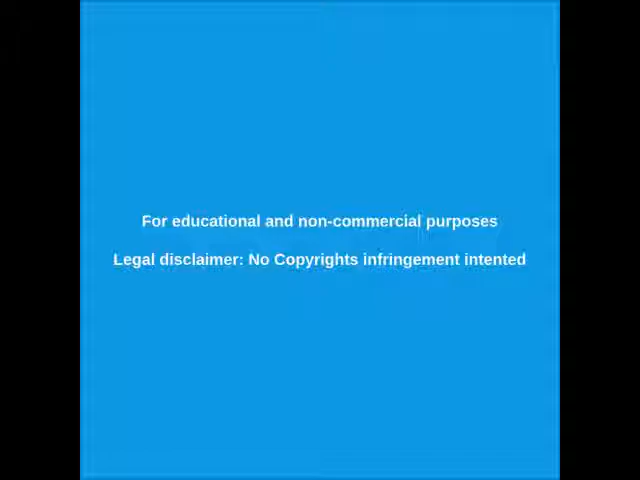 For educational and non-commercial purposes
Legal disclaimer: No Copyrights infringement intented